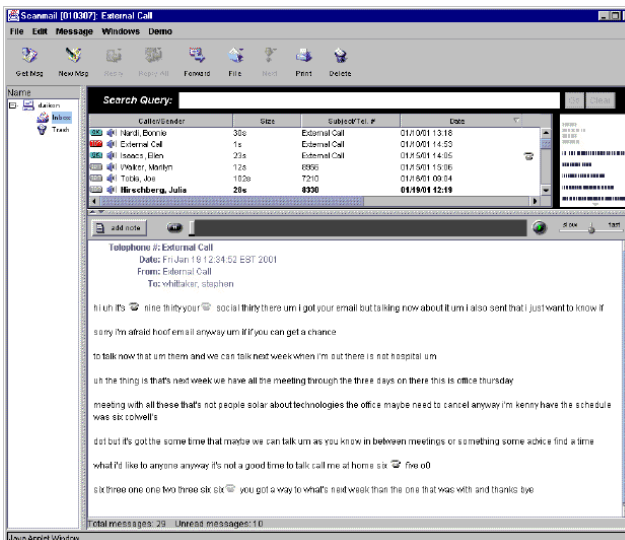 Scanmail [010307]: External Call
File Edit Message Windows Demo
Get Msg New Msg Reply Reply All Forward File Next Print Delete
Name
Search Query: Clear
Inbox
Trash
Caller/Sender Size Subject/Tel. # Date
Nardi, Bonnie 38s External Call 01/10/01 13:18
External Call 1s External Call 01/10/01 14:53
Isaacs, Ellen 23s External Call 01/15/01 14:05
Walker, Marilyn 12s 01/15/01 15:06
7210 01/16/01 09:04
Hirschberg, Julia 28s 8330 01/19/01 12:19
add note
slow fast
Telephone #: External Call
Date: Fri Jan 19 12:34:52 EST 2001
From: External Call
To: whittaker, stephen
hi uh it's nine thirty your social thirty there um i got your email but talking now about it um i also sent that i just want to know if
sorry i'm afraid hoof email anyway um if if you can get a chance
to talk now that um them and we can talk next week when i'm out there is not hospital um
uh the thing is that's next week we have all the meeting through the three days on there this is office thursday
meeting with all these that's not people solar about technologies the office maybe need to cancel anyway i'm kenny have the schedule
was six colwell's
dot but it's got the some time that maybe we can talk um as you know in between meetings or something some advice find a time
what i'd like to anyone anyway it's not a good time to talk call me at home six five o0
six three one one two three six six you got a way to what's next week than the one that was with and thanks bye
Total messages: 29 Unread messages: 10
Java Applet Window